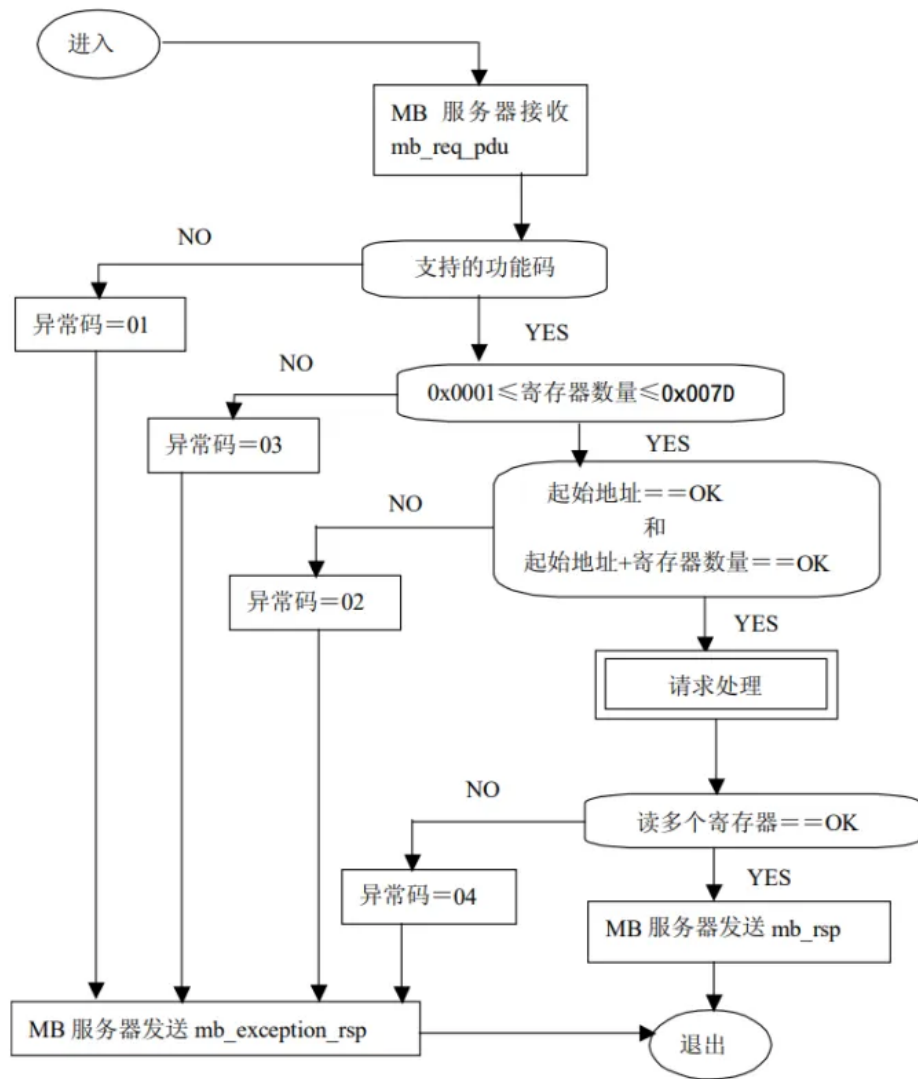 进入
MB 服务器接收
mb_req_pdu
NO
支持的功能码
异常码＝01
YES
NO
0x0001≤寄存器数量≤0x007D
异常码＝03
YES
起始地址＝＝OK
NO
和
起始地址+寄存器数量＝＝OK
异常码＝02
YES
请求处理
NO
读多个寄存器＝＝OK
异常码＝04
YES
MB 服务器发送 mb_rsp
MB 服务器发送 mb_exception_rsp
退出